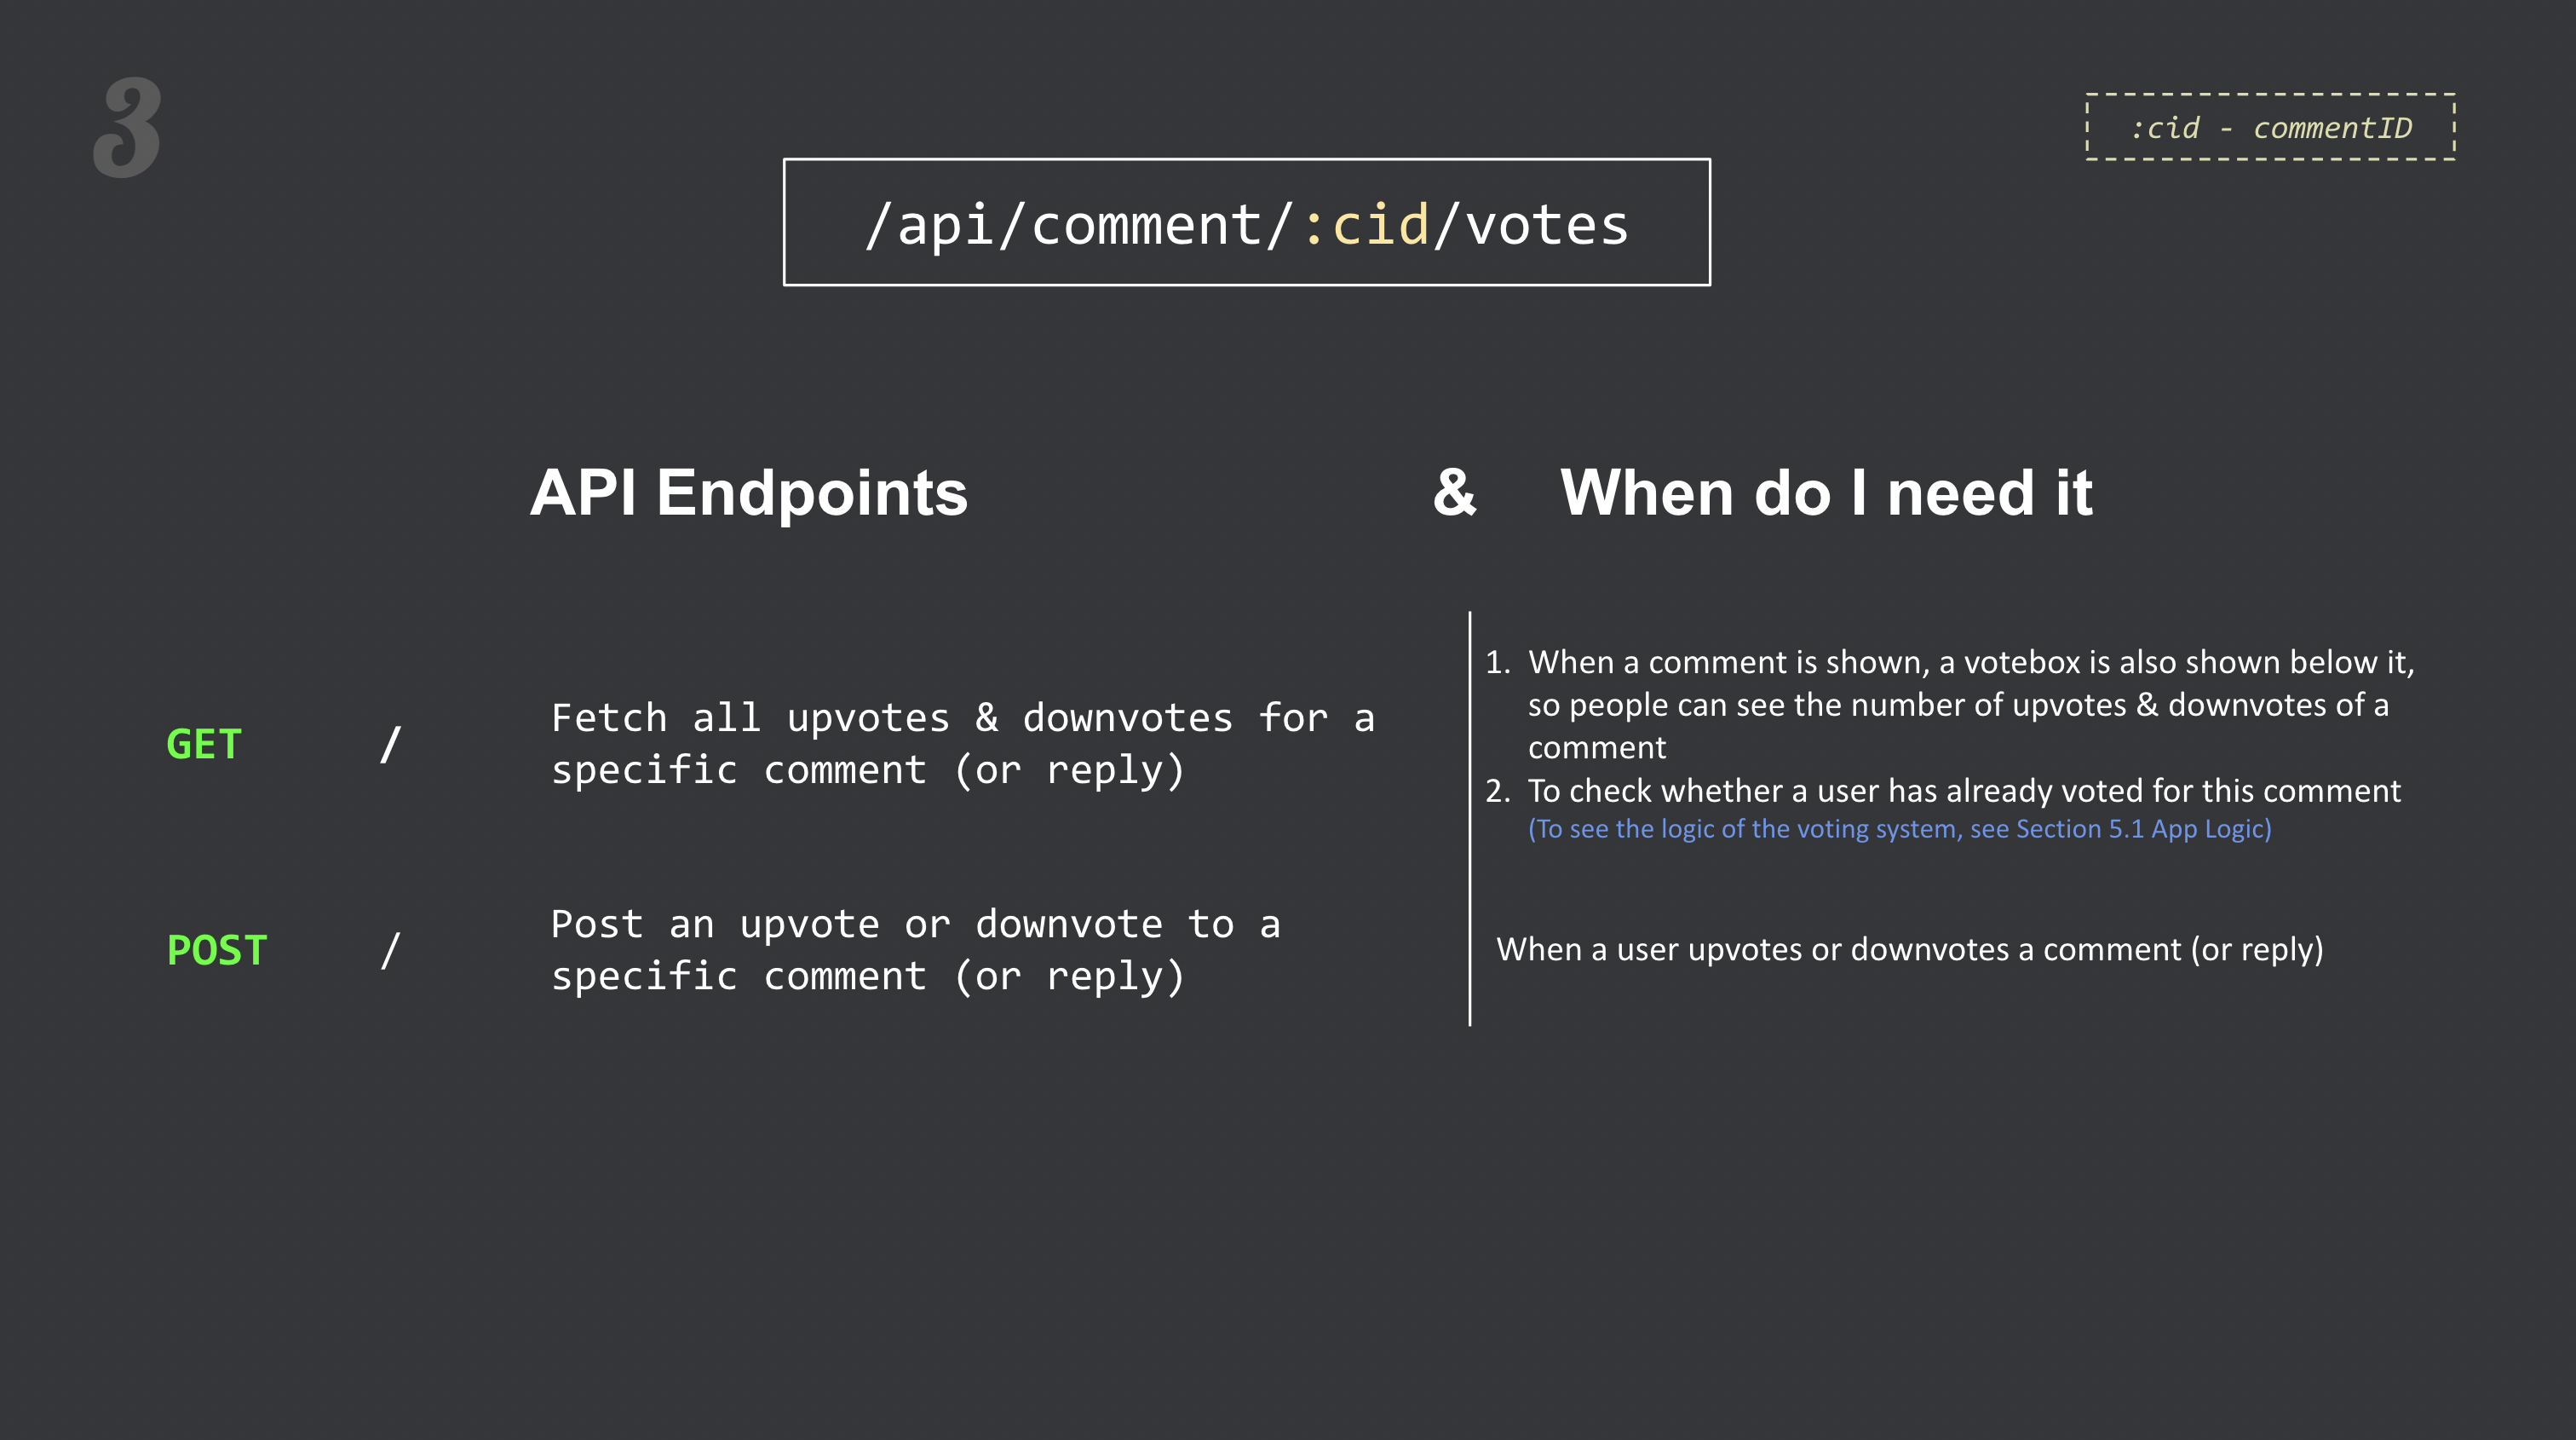 3
:cid - commentID
/api/comment/:cid/votes
API Endpoints & When do I need it
GET / Fetch all upvotes & downvotes for a
specific comment (or reply)
1. When a comment is shown, a votebox is also shown below it,
so people can see the number of upvotes & downvotes of a
comment
2. To check whether a user has already voted for this comment
(To see the logic of the voting system, see Section 5.1 App Logic)
POST / Post an upvote or downvote to a
specific comment (or reply)
When a user upvotes or downvotes a comment (or reply)